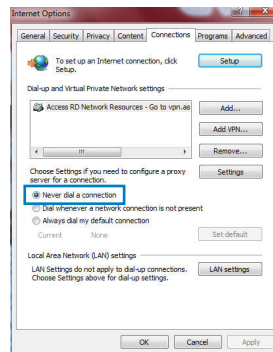 Internet Options
General Security Privacy Content Connections Programs Advanced
To set up an Internet connection, click
Setup.
Setup
Dial-up and Virtual Private Network settings
Access RD Network Resources - Go to vpn.as
Add...
Add VPN...
Remove...
Choose Settings if you need to configure a proxy
server for a connection.
Settings
Never dial a connection
Dial whenever a network connection is not present
Always dial my default connection
Current None
Set default
Local Area Network (LAN) settings
LAN Settings do not apply to dial-up connections.
Choose Settings above for dial-up settings.
LAN settings
OK Cancel Apply